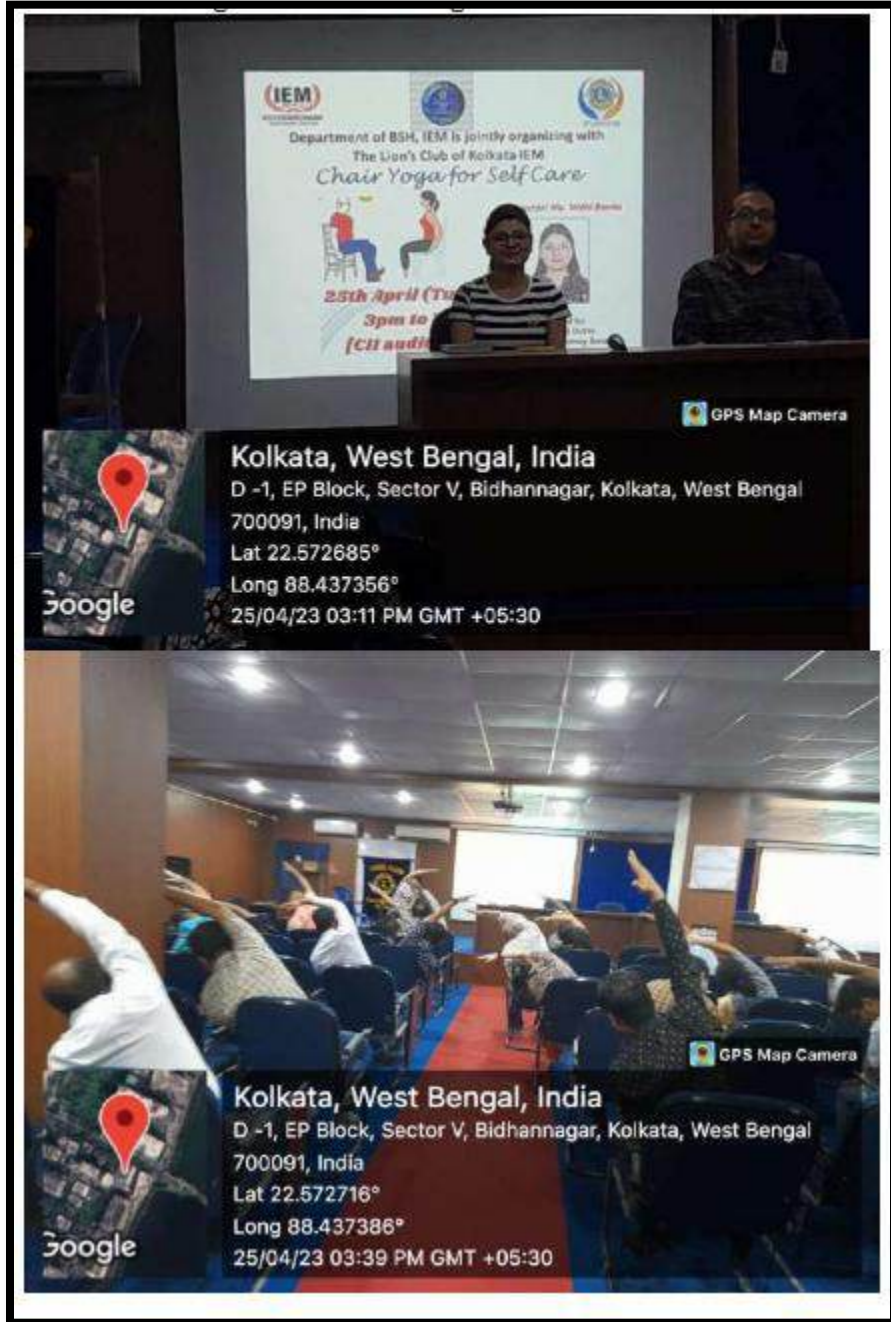 IEM
Department of BSH, IEM is jointly organizing with
The Lion's Club of Kolkata IEM
Chair Yoga for Self Care
25th April
3pm to
GPS Map Camera
Kolkata, West Bengal, India
D -1, EP Block, Sector V, Bidhannagar, Kolkata, West Bengal
700091, India
Lat 22.572685°
Long 88.437356°
25/04/23 03:11 PM GMT +05:30
Google
GPS Map Camera
Kolkata, West Bengal, India
D -1, EP Block, Sector V, Bidhannagar, Kolkata, West Bengal
700091, India
Lat 22.572716°
Long 88.437386°
25/04/23 03:39 PM GMT +05:30
Google